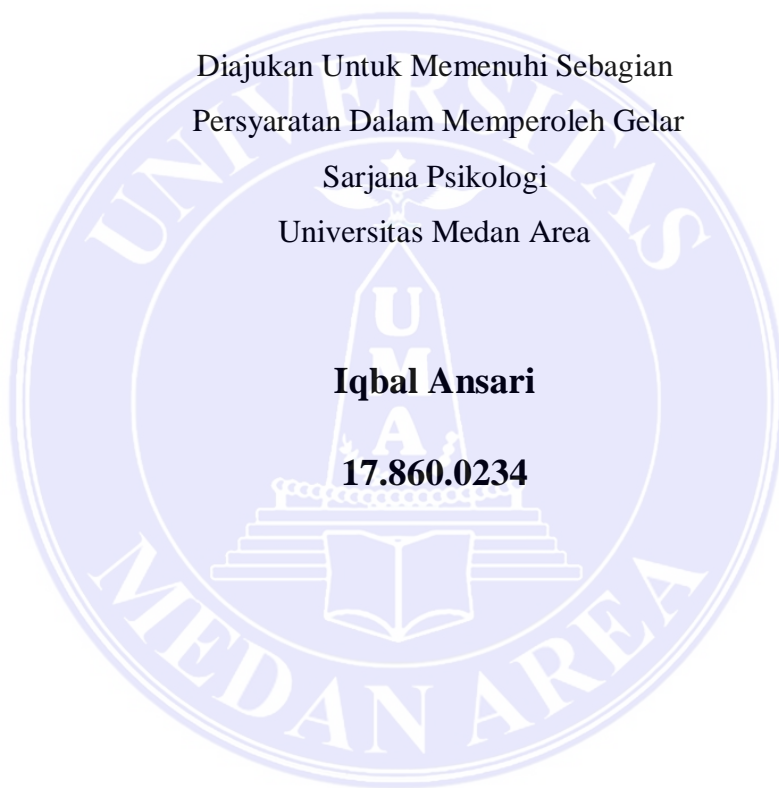 Diajukan Untuk Memenuhi Sebagian
Persyaratan Dalam Memperoleh Gelar
Sarjana Psikologi
Universitas Medan Area
Iqbal Ansari
17.860.0234
UNIVERSITAS
UMA
MEDAN AREA